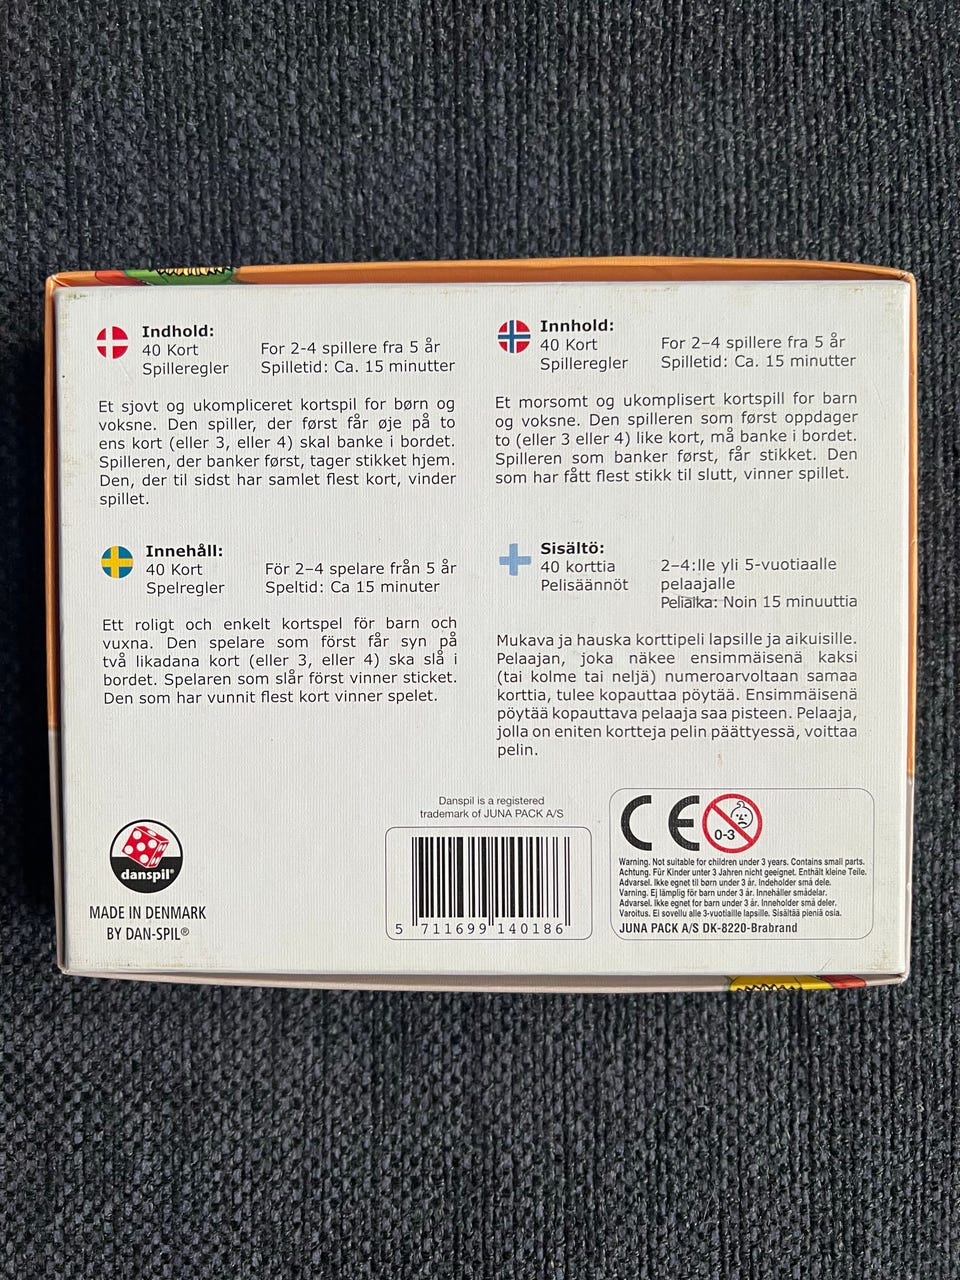 Indhold:
40 Kort
Spilleregler
For 2-4 spillere fra 5 år
Spilletid: Ca. 15 minutter
Et sjovt og ukompliceret kortspil for børn og
voksne. Den spiller, der først får øje på to
ens kort (eller 3, eller 4) skal banke i bordet.
Spilleren, der banker først, tager stikket hjem.
Den, der til sidst har samlet flest kort, vinder
spillet.
Innhold:
40 Kort
Spilleregler
For 2–4 spillere fra 5 år
Spilletid: Ca. 15 minutter
Et morsomt og ukomplisert kortspill for barn
og voksne. Den spilleren som først oppdager
to (eller 3 eller 4) like kort, må banke i bordet.
Spilleren som banker først, får stikket. Den
som har fått flest stikk til slutt, vinner spillet.
Innehåll:
40 Kort
Spelregler
För 2–4 spelare från 5 år
Speltid: Ca 15 minuter
Ett roligt och enkelt kortspel för barn och
vuxna. Den spelare som först får syn på
två likadana kort (eller 3, eller 4) ska slå i
bordet. Spelaren som slår först vinner sticket.
Den som har vunnit flest kort vinner spelet.
Sisältö:
40 korttia
Pelisäännöt
2–4:lle yli 5-vuotiaalle
pelaajalle
Peliaika: Noin 15 minuuttia
Mukava ja hauska korttipeli lapsille ja aikuisille.
Pelaajan, joka näkee ensimmäisenä kaksi
(tai kolme tai neljä) numeroarvoltaan samaa
korttia, tulee kopauttaa pöytää. Ensimmäisenä
pöytää kopauttava pelaaja saa pisteen. Pelaaja,
jolla on eniten kortteja pelin päättyessä, voittaa
pelin.
danspil®
MADE IN DENMARK
BY DAN-SPIL®
Danspil is a registered
trademark of JUNA PACK A/S
5 711699 140186
CE
0-3
Warning. Not suitable for children under 3 years. Contains small parts.
Achtung. Für Kinder unter 3 Jahren nicht geeignet. Enthält kleine Teile.
Advarsel. Ikke egnet til børn under 3 år. Indeholder små dele.
Varning. Ej lämplig för barn under 3 år. Innehåller smådelar.
Advarsel. Ikke egnet for barn under 3 år. Inneholder små deler.
Varoitus. Ei sovellu alle 3-vuotiaille lapsille. Sisältää pieniä osia.
JUNA PACK A/S DK-8220-Brabrand